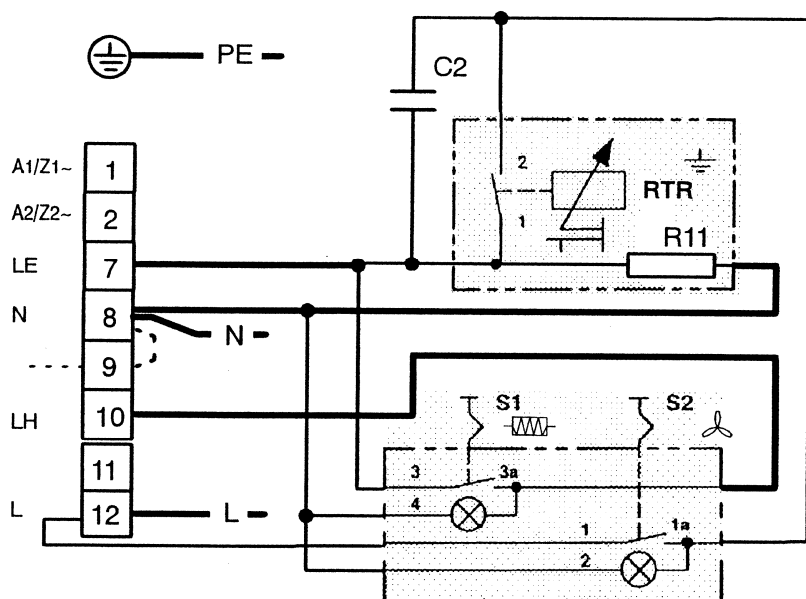 PE
C2
A1/Z1~ 1
A2/Z2~ 2
LE 7
N 8
N
9
LH 10
11
L 12
L
2
RTR
1
R11
S1
S2
3
3a
4
1
1a
2